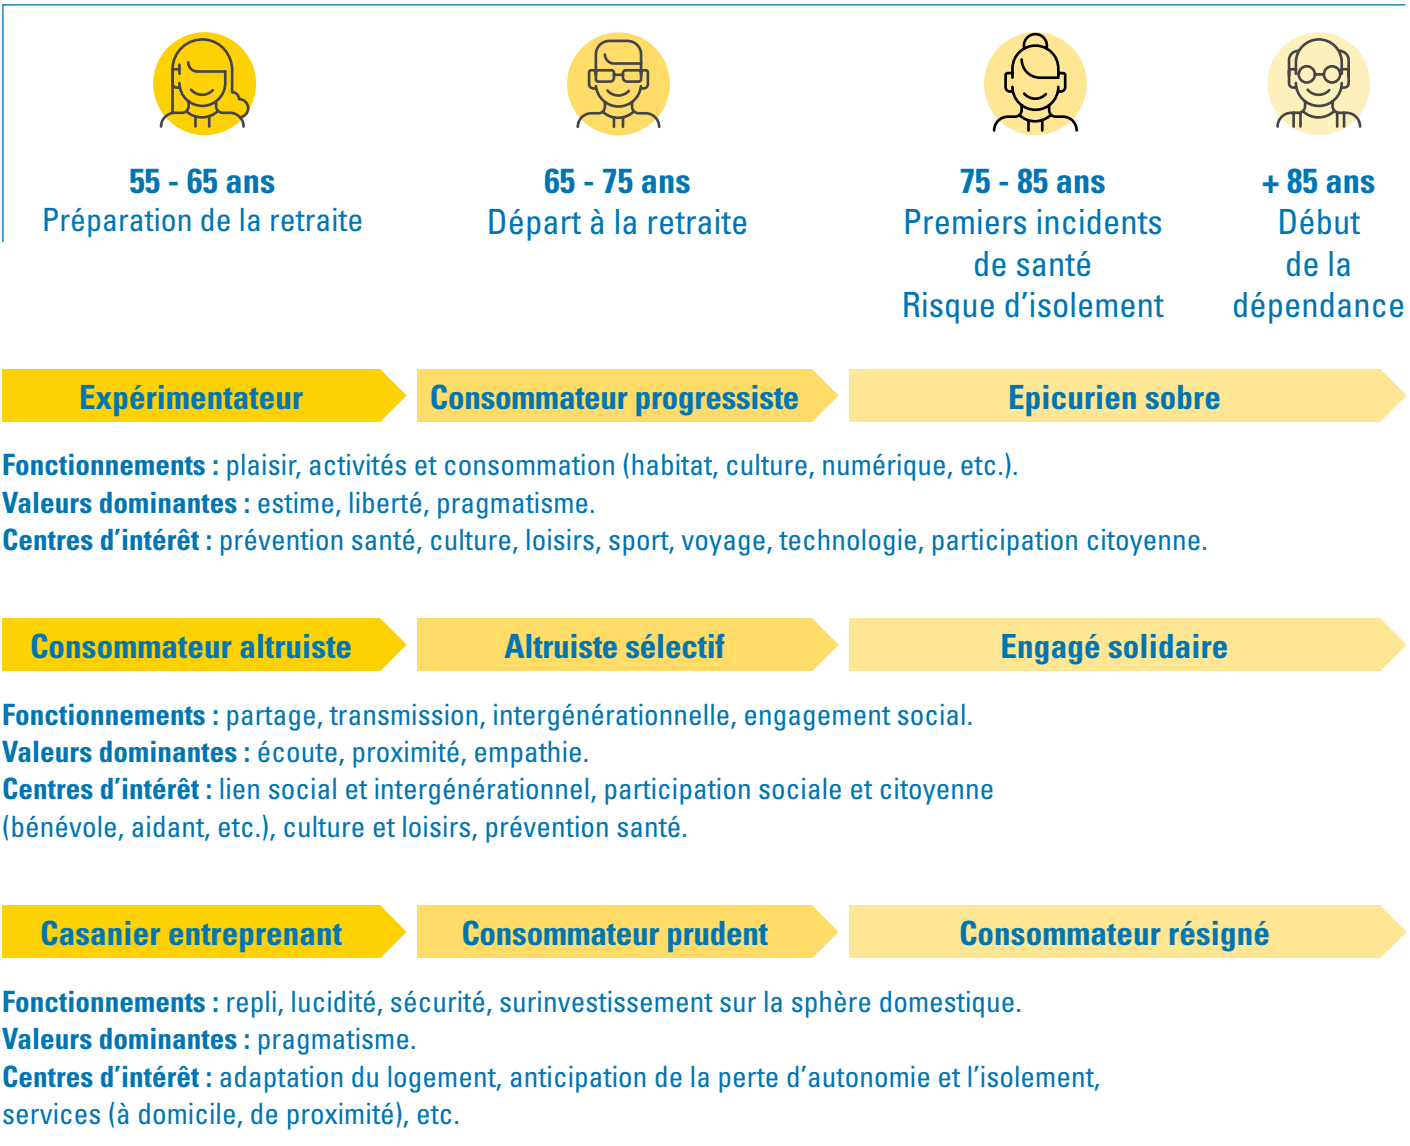 55 - 65 ans
Préparation de la retraite
65 - 75 ans
Départ à la retraite
75 - 85 ans
Premiers incidents
de santé
Risque d’isolement
+ 85 ans
Début
de la
dépendance
Expérimentateur
Consommateur progressiste
Epicurien sobre
Fonctionnements : plaisir, activités et consommation (habitat, culture, numérique, etc.).
Valeurs dominantes : estime, liberté, pragmatisme.
Centres d’intérêt : prévention santé, culture, loisirs, sport, voyage, technologie, participation citoyenne.
Consommateur altruiste
Altruiste sélectif
Engagé solidaire
Fonctionnements : partage, transmission, intergénérationnelle, engagement social.
Valeurs dominantes : écoute, proximité, empathie.
Centres d’intérêt : lien social et intergénérationnel, participation sociale et citoyenne
(bénévole, aidant, etc.), culture et loisirs, prévention santé.
Casanier entreprenant
Consommateur prudent
Consommateur résigné
Fonctionnements : repli, lucidité, sécurité, surinvestissement sur la sphère domestique.
Valeurs dominantes : pragmatisme.
Centres d’intérêt : adaptation du logement, anticipation de la perte d’autonomie et l’isolement,
services (à domicile, de proximité), etc.